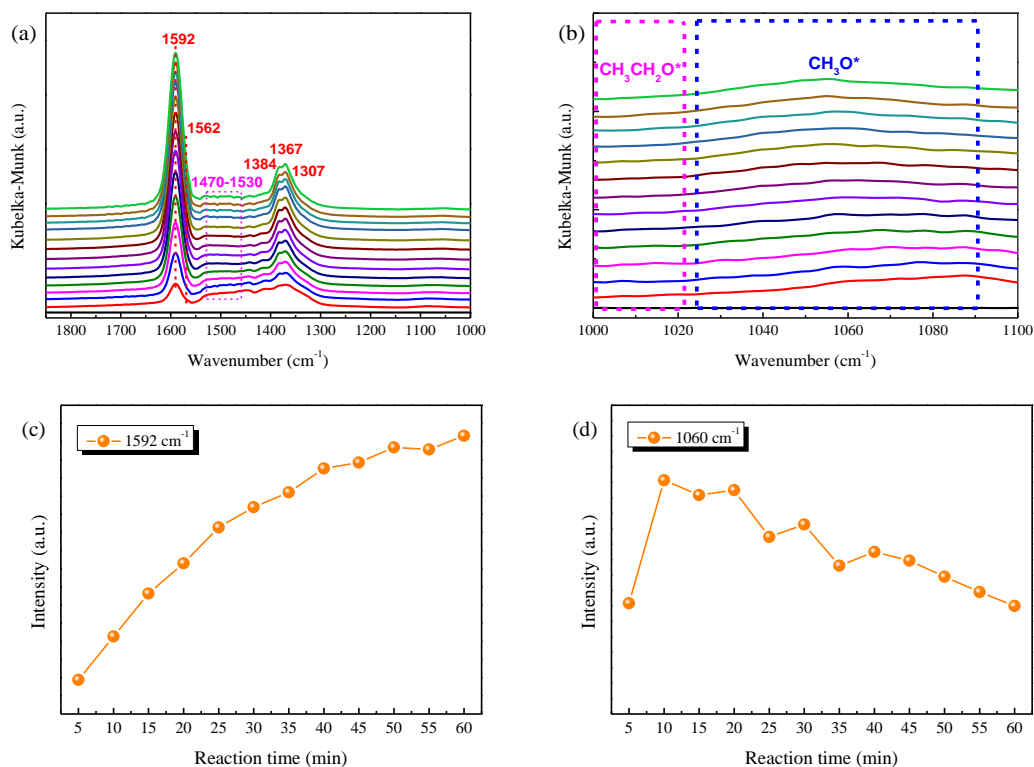 (a)
1592
1562
1470-1530
1384
1367
1307
Kubelka-Munk (a.u.)
1800 1700 1600 1500 1400 1300 1200 1100 1000
Wavenumber (cm⁻¹)
(b)
CH₃CH₂O*
CH₃O*
Kubelka-Munk (a.u.)
1000 1020 1040 1060 1080 1100
Wavenumber (cm⁻¹)
(c)
1592 cm⁻¹
Intensity (a.u.)
5 10 15 20 25 30 35 40 45 50 55 60
Reaction time (min)
(d)
1060 cm⁻¹
Intensity (a.u.)
5 10 15 20 25 30 35 40 45 50 55 60
Reaction time (min)